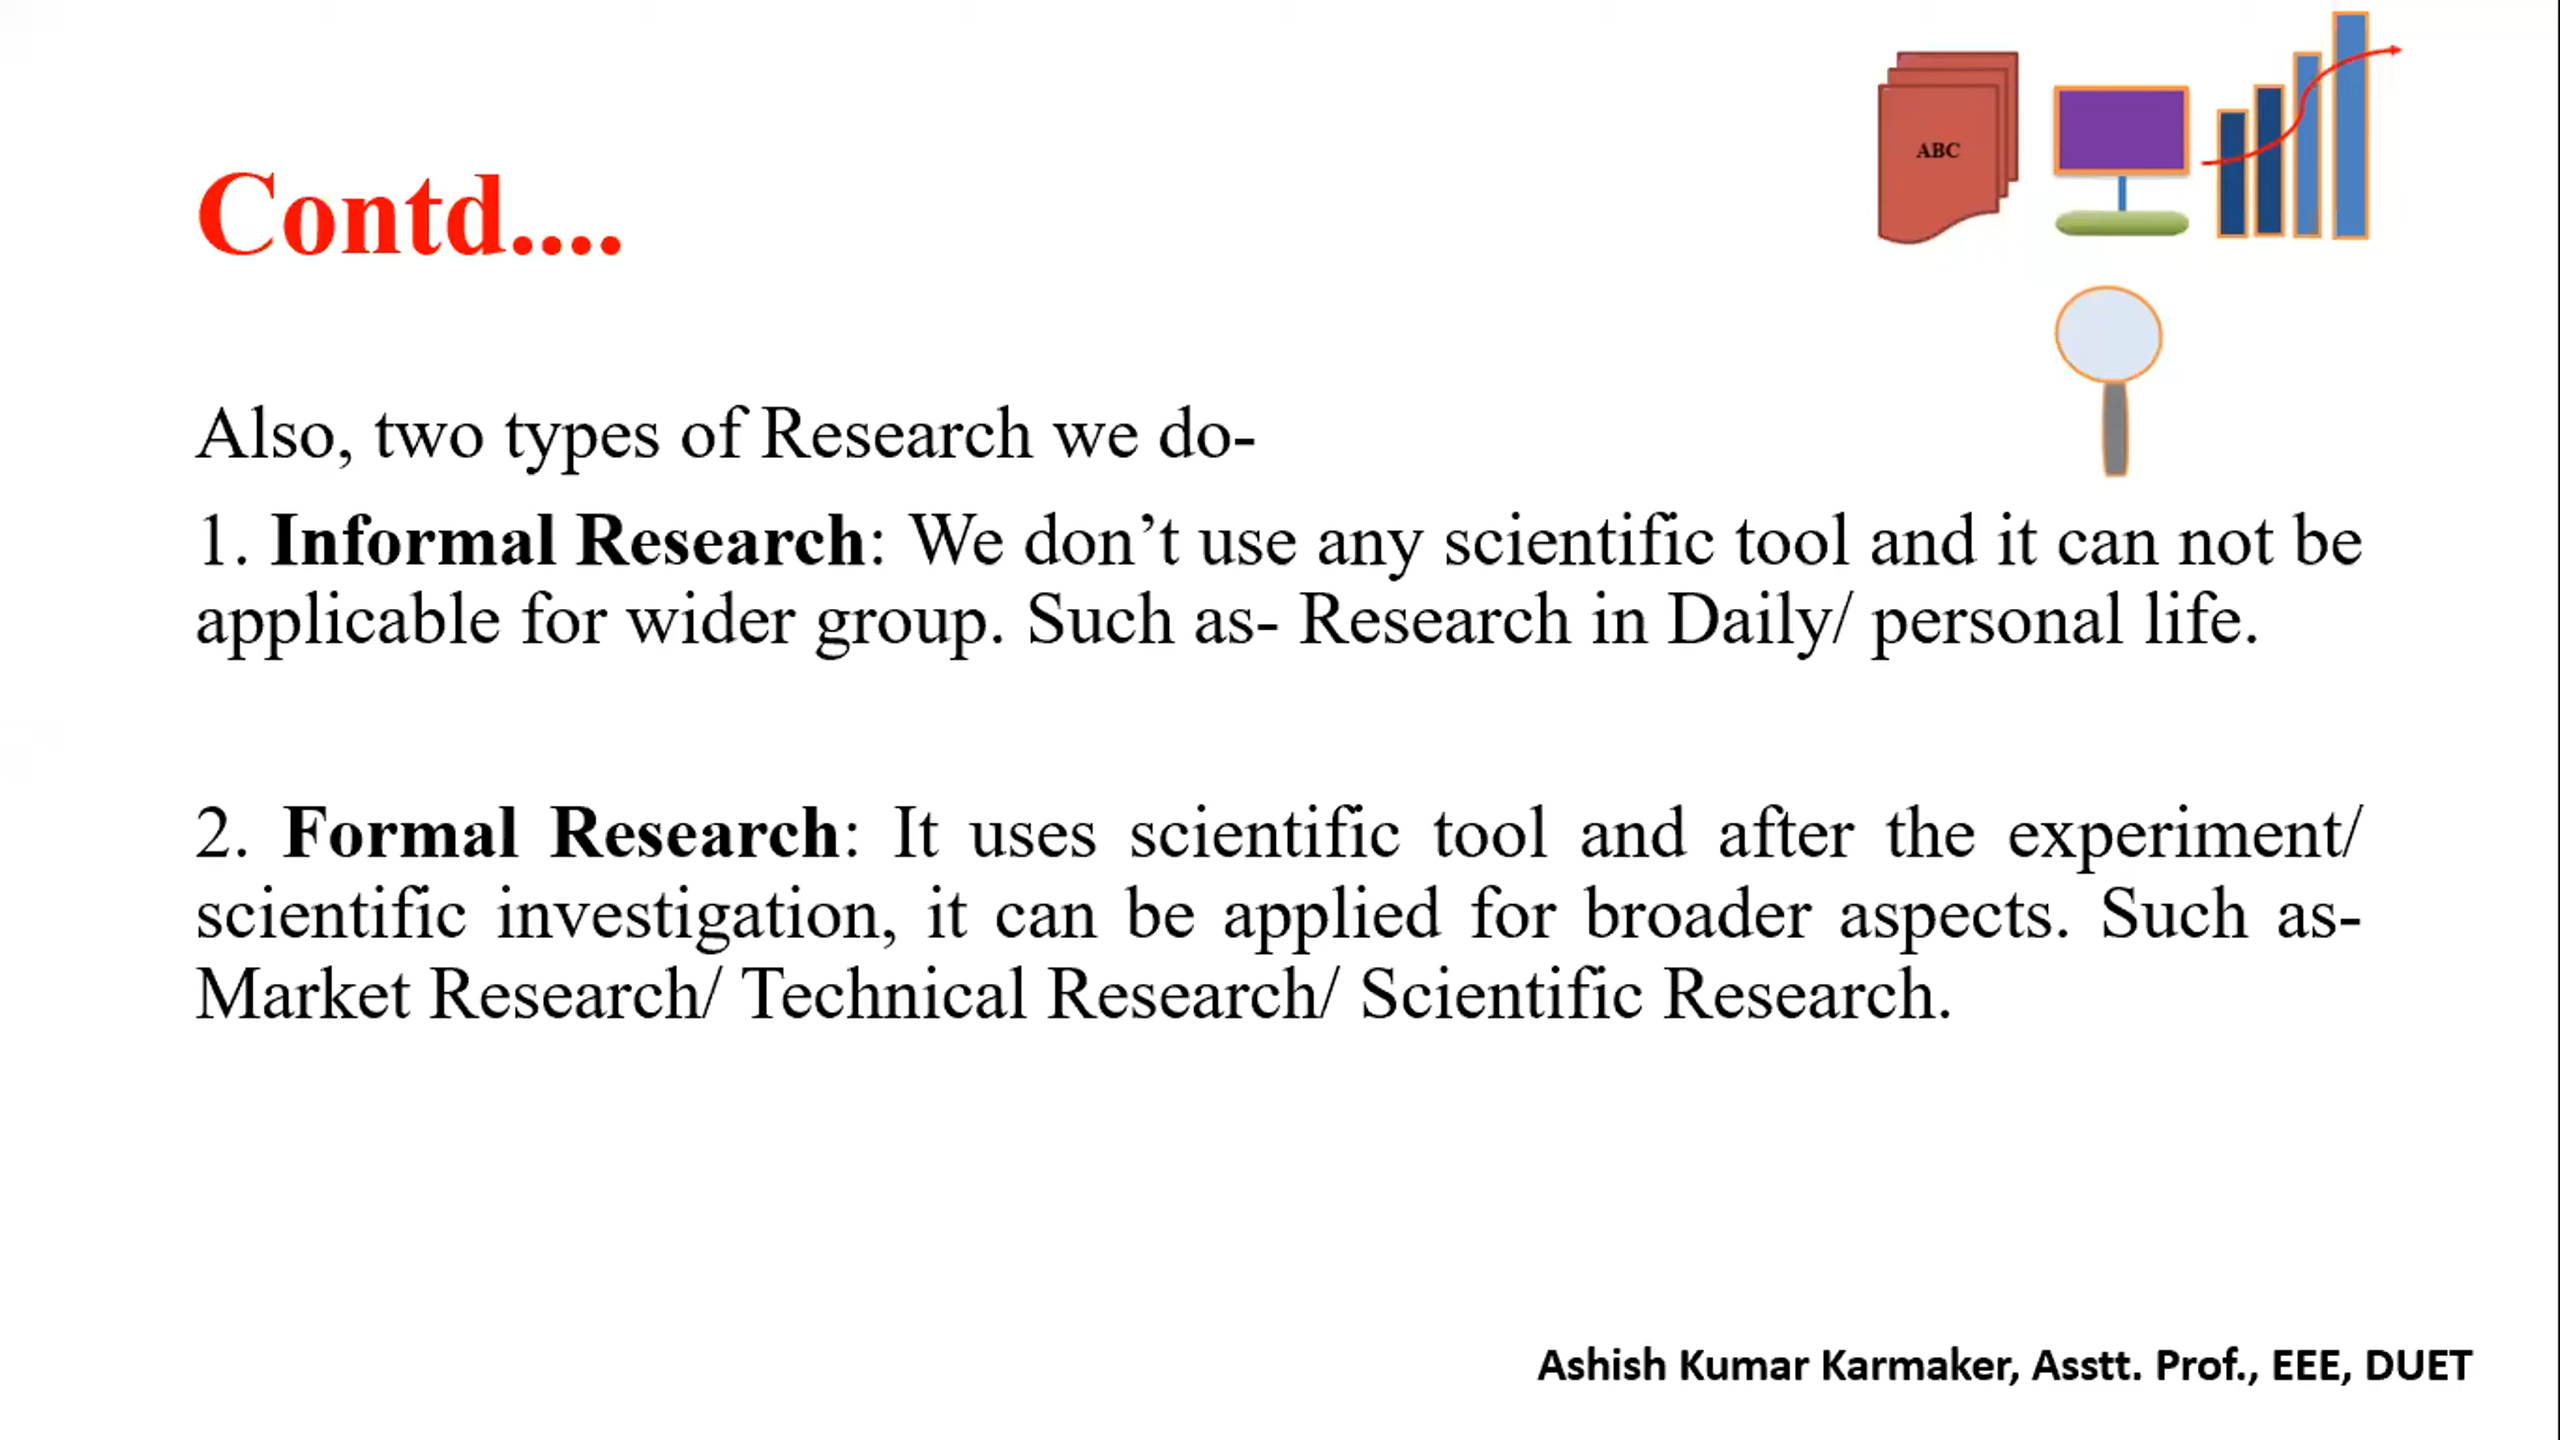 ABC
Contd....
Also, two types of Research we do-
1. Informal Research: We don’t use any scientific tool and it can not be
applicable for wider group. Such as- Research in Daily/ personal life.
2. Formal Research: It uses scientific tool and after the experiment/
scientific investigation, it can be applied for broader aspects. Such as-
Market Research/ Technical Research/ Scientific Research.
Ashish Kumar Karmaker, Asstt. Prof., EEE, DUET